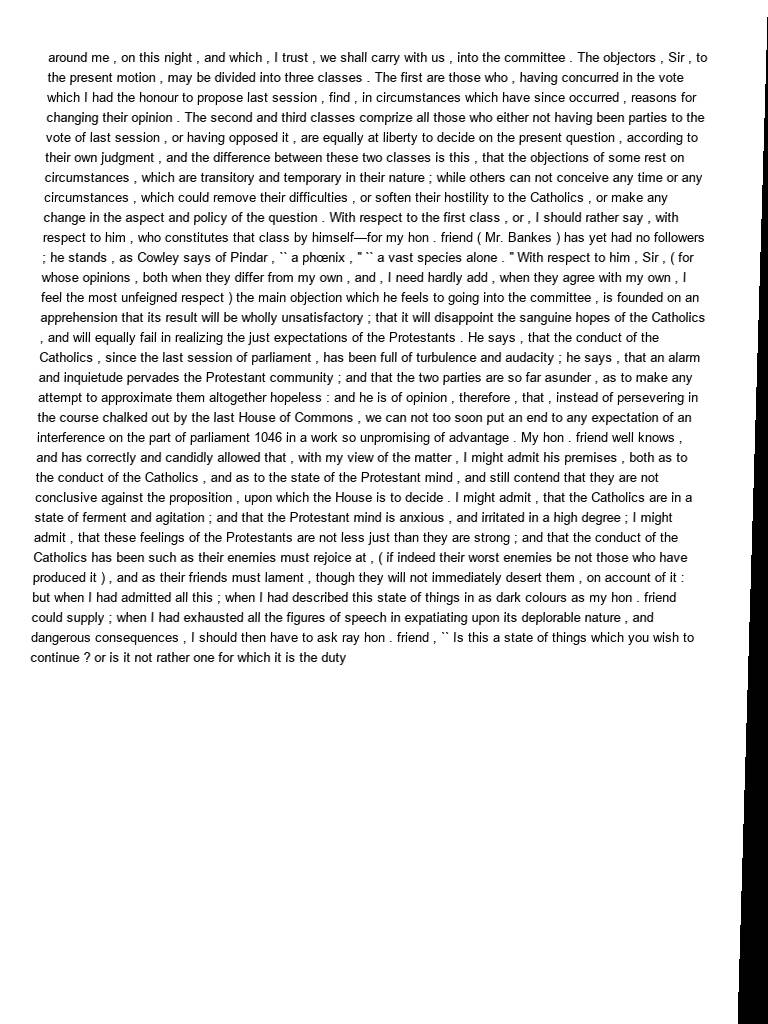 around me , on this night , and which , I trust , we shall carry with us , into the committee . The objectors , Sir , to
the present motion , may be divided into three classes . The first are those who , having concurred in the vote
which I had the honour to propose last session , find , in circumstances which have since occurred , reasons for
changing their opinion . The second and third classes comprize all those who either not having been parties to the
vote of last session , or having opposed it , are equally at liberty to decide on the present question , according to
their own judgment , and the difference between these two classes is this , that the objections of some rest on
circumstances , which are transitory and temporary in their nature ; while others can not conceive any time or any
circumstances , which could remove their difficulties , or soften their hostility to the Catholics , or make any
change in the aspect and policy of the question . With respect to the first class , or , I should rather say , with
respect to him , who constitutes that class by himself—for my hon . friend ( Mr. Bankes ) has yet had no followers
; he stands , as Cowley says of Pindar , `` a phœnix , " `` a vast species alone . " With respect to him , Sir , ( for
whose opinions , both when they differ from my own , and , I need hardly add , when they agree with my own , I
feel the most unfeigned respect ) the main objection which he feels to going into the committee , is founded on an
apprehension that its result will be wholly unsatisfactory ; that it will disappoint the sanguine hopes of the Catholics
, and will equally fail in realizing the just expectations of the Protestants . He says , that the conduct of the
Catholics , since the last session of parliament , has been full of turbulence and audacity ; he says , that an alarm
and inquietude pervades the Protestant community ; and that the two parties are so far asunder , as to make any
attempt to approximate them altogether hopeless : and he is of opinion , therefore , that , instead of persevering in
the course chalked out by the last House of Commons , we can not too soon put an end to any expectation of an
interference on the part of parliament 1046 in a work so unpromising of advantage . My hon . friend well knows ,
and has correctly and candidly allowed that , with my view of the matter , I might admit his premises , both as to
the conduct of the Catholics , and as to the state of the Protestant mind , and still contend that they are not
conclusive against the proposition , upon which the House is to decide . I might admit , that the Catholics are in a
state of ferment and agitation ; and that the Protestant mind is anxious , and irritated in a high degree ; I might
admit , that these feelings of the Protestants are not less just than they are strong ; and that the conduct of the
Catholics has been such as their enemies must rejoice at , ( if indeed their worst enemies be not those who have
produced it ) , and as their friends must lament , though they will not immediately desert them , on account of it :
but when I had admitted all this ; when I had described this state of things in as dark colours as my hon . friend
could supply ; when I had exhausted all the figures of speech in expatiating upon its deplorable nature , and
dangerous consequences , I should then have to ask ray hon . friend , `` Is this a state of things which you wish to
continue ? or is it not rather one for which it is the duty